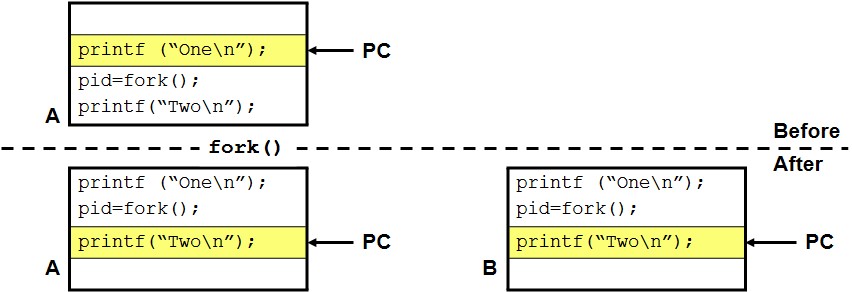 printf (“One\n”);
PC
pid=fork();
printf(“Two\n”);
A
Before
fork()
After
printf (“One\n”);
pid=fork();
printf(“Two\n”);
PC
A
printf (“One\n”);
pid=fork();
printf(“Two\n”);
PC
B